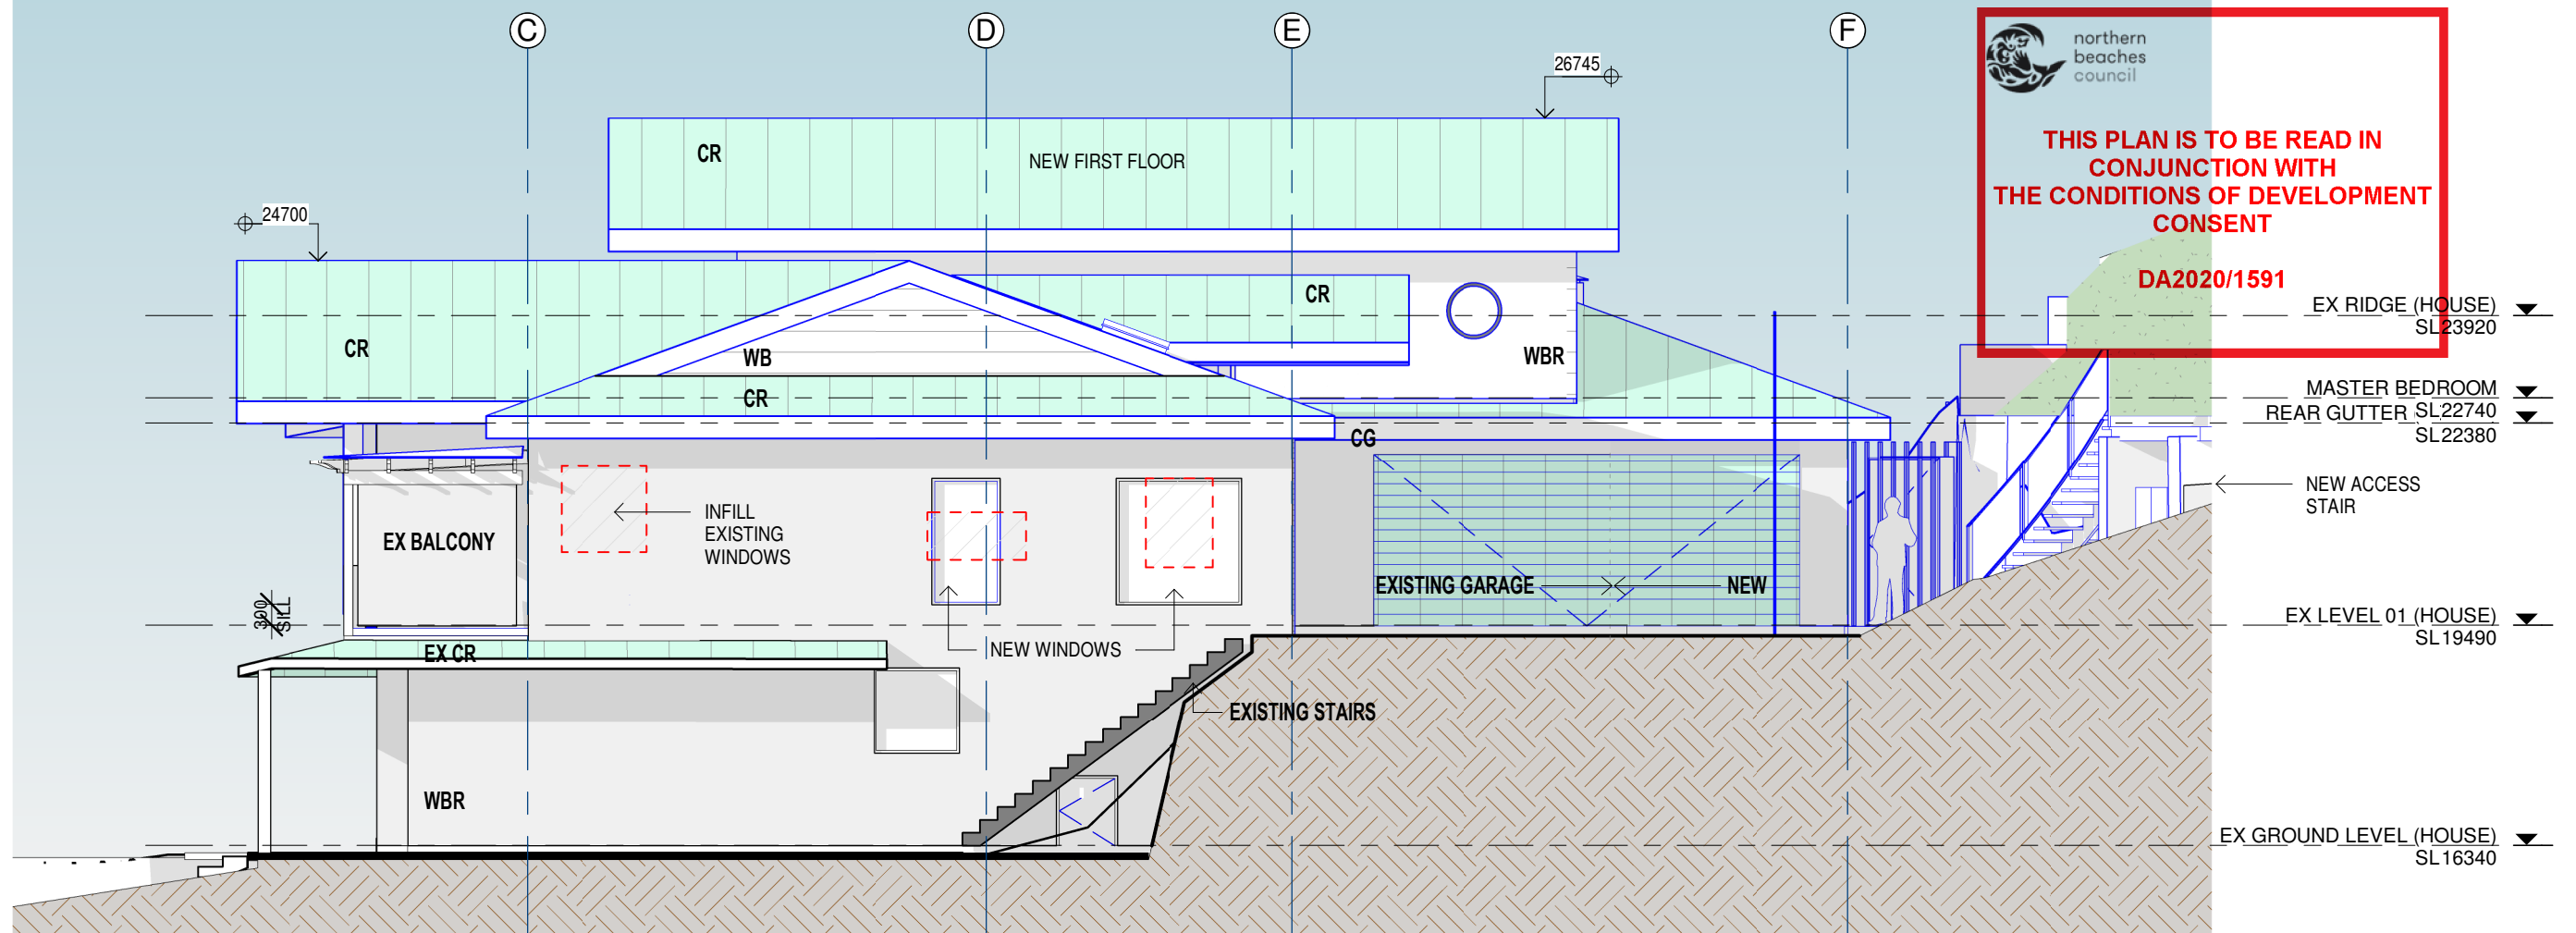 C
D
E
F
northern
beaches
council
26745
THIS PLAN IS TO BE READ IN
CONJUNCTION WITH
THE CONDITIONS OF DEVELOPMENT
CONSENT
DA2020/1591
CR
NEW FIRST FLOOR
24700
CR
EX RIDGE (HOUSE)
SL23920
CR
WB
WBR
CR
MASTER BEDROOM
SL22740
REAR GUTTER
SL22380
CG
INFILL
EXISTING
WINDOWS
EX BALCONY
NEW ACCESS
STAIR
EXISTING GARAGE
NEW
300
SILL
EX LEVEL 01 (HOUSE)
SL19490
NEW WINDOWS
EX CR
EXISTING STAIRS
WBR
EX GROUND LEVEL (HOUSE)
SL16340